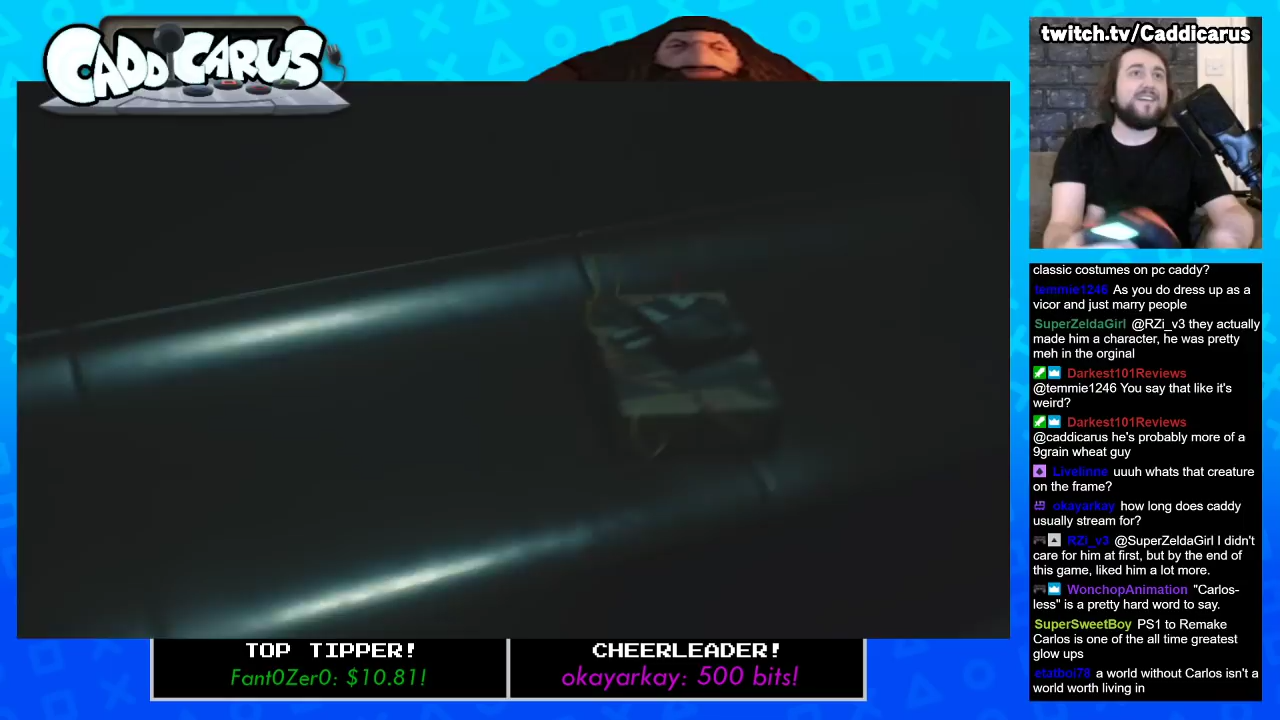 CADDICARUS
twitch.tv/Caddicarus
classic costumes on pc caddy?
temmie1246 As you do dress up as a
vicor and just marry people
SuperZeldaGirl @RZi_v3 they actually
made him a character, he was pretty
meh in the orginal
Darkest101Reviews
@temmie1246 You say that like it's
weird?
Darkest101Reviews
@caddicarus he's probably more of a
9grain wheat guy
Livelinne uuuh whats that creature
on the frame?
okayarkay how long does caddy
usually stream for?
RZi_v3 @SuperZeldaGirl I didn't
care for him at first, but by the end of
this game, liked him a lot more.
WonchopAnimation "Carlos-
less" is a pretty hard word to say.
SuperSweetBoy PS1 to Remake
Carlos is one of the all time greatest
glow ups
etatboi78 a world without Carlos isn't a
world worth living in
TOP TIPPER!
Fant0Zer0: $10.81!
CHEERLEADER!
okayarkay: 500 bits!